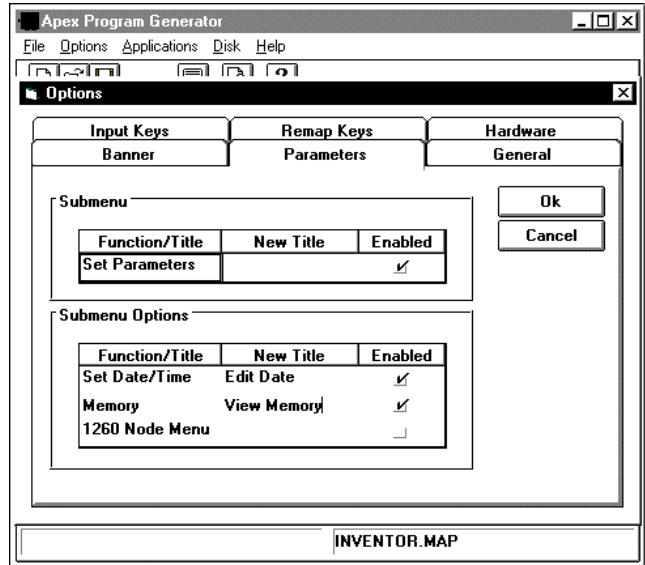 Apex Program Generator
File Options Applications Disk Help
Options
Input Keys Remap Keys Hardware
Banner Parameters General
Submenu
Ok
Cancel
Function/Title New Title Enabled
Set Parameters
Submenu Options
Function/Title New Title Enabled
Set Date/Time Edit Date
Memory View Memory
1260 Node Menu
INVENTOR.MAP